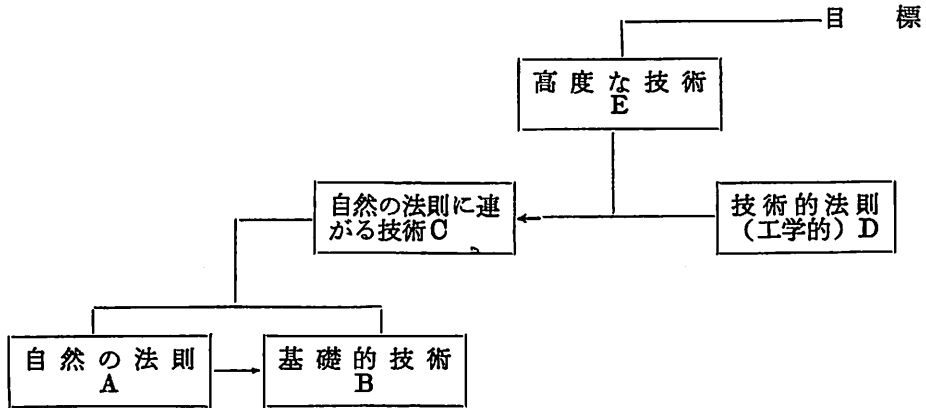 目 標
高度な技術
E
自然の法則に連
がる技術C
技術的法則
（工学的）D
自然の法則
A
基礎的技術
B